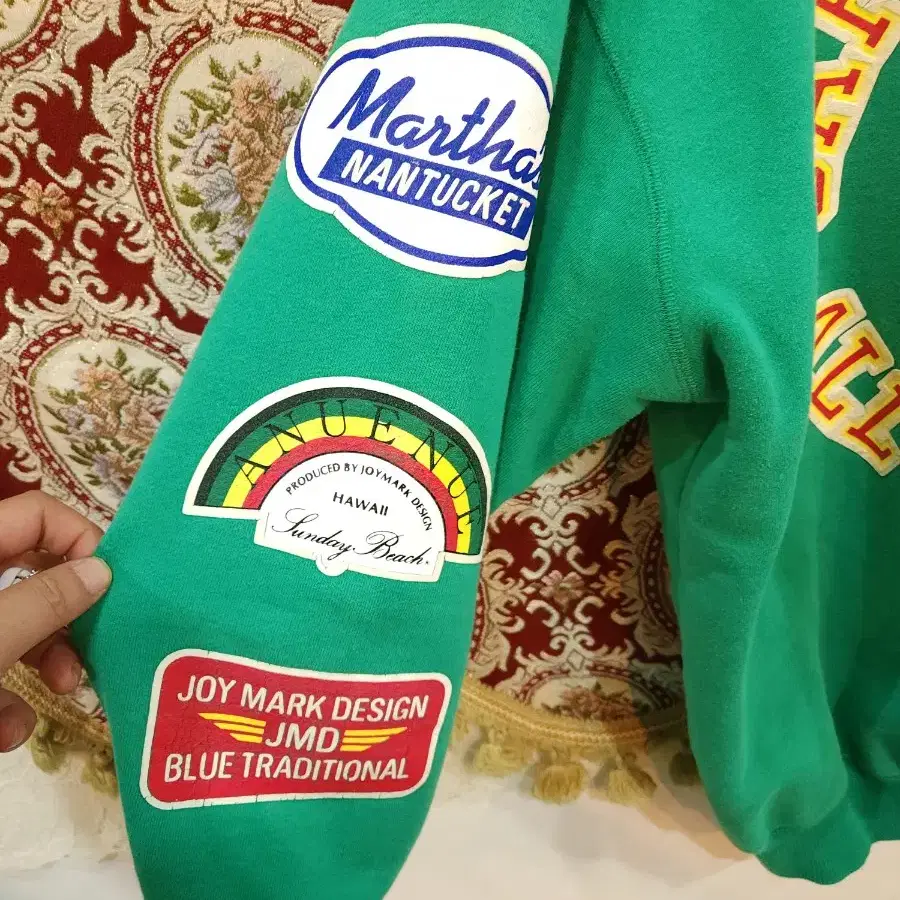 Martha's
NANTUCKET
ANUENUE
PRODUCED BY JOYMARK DESIGN
HAWAII
Sunday Beach
JOY MARK DESIGN
JMD
BLUE TRADITIONAL